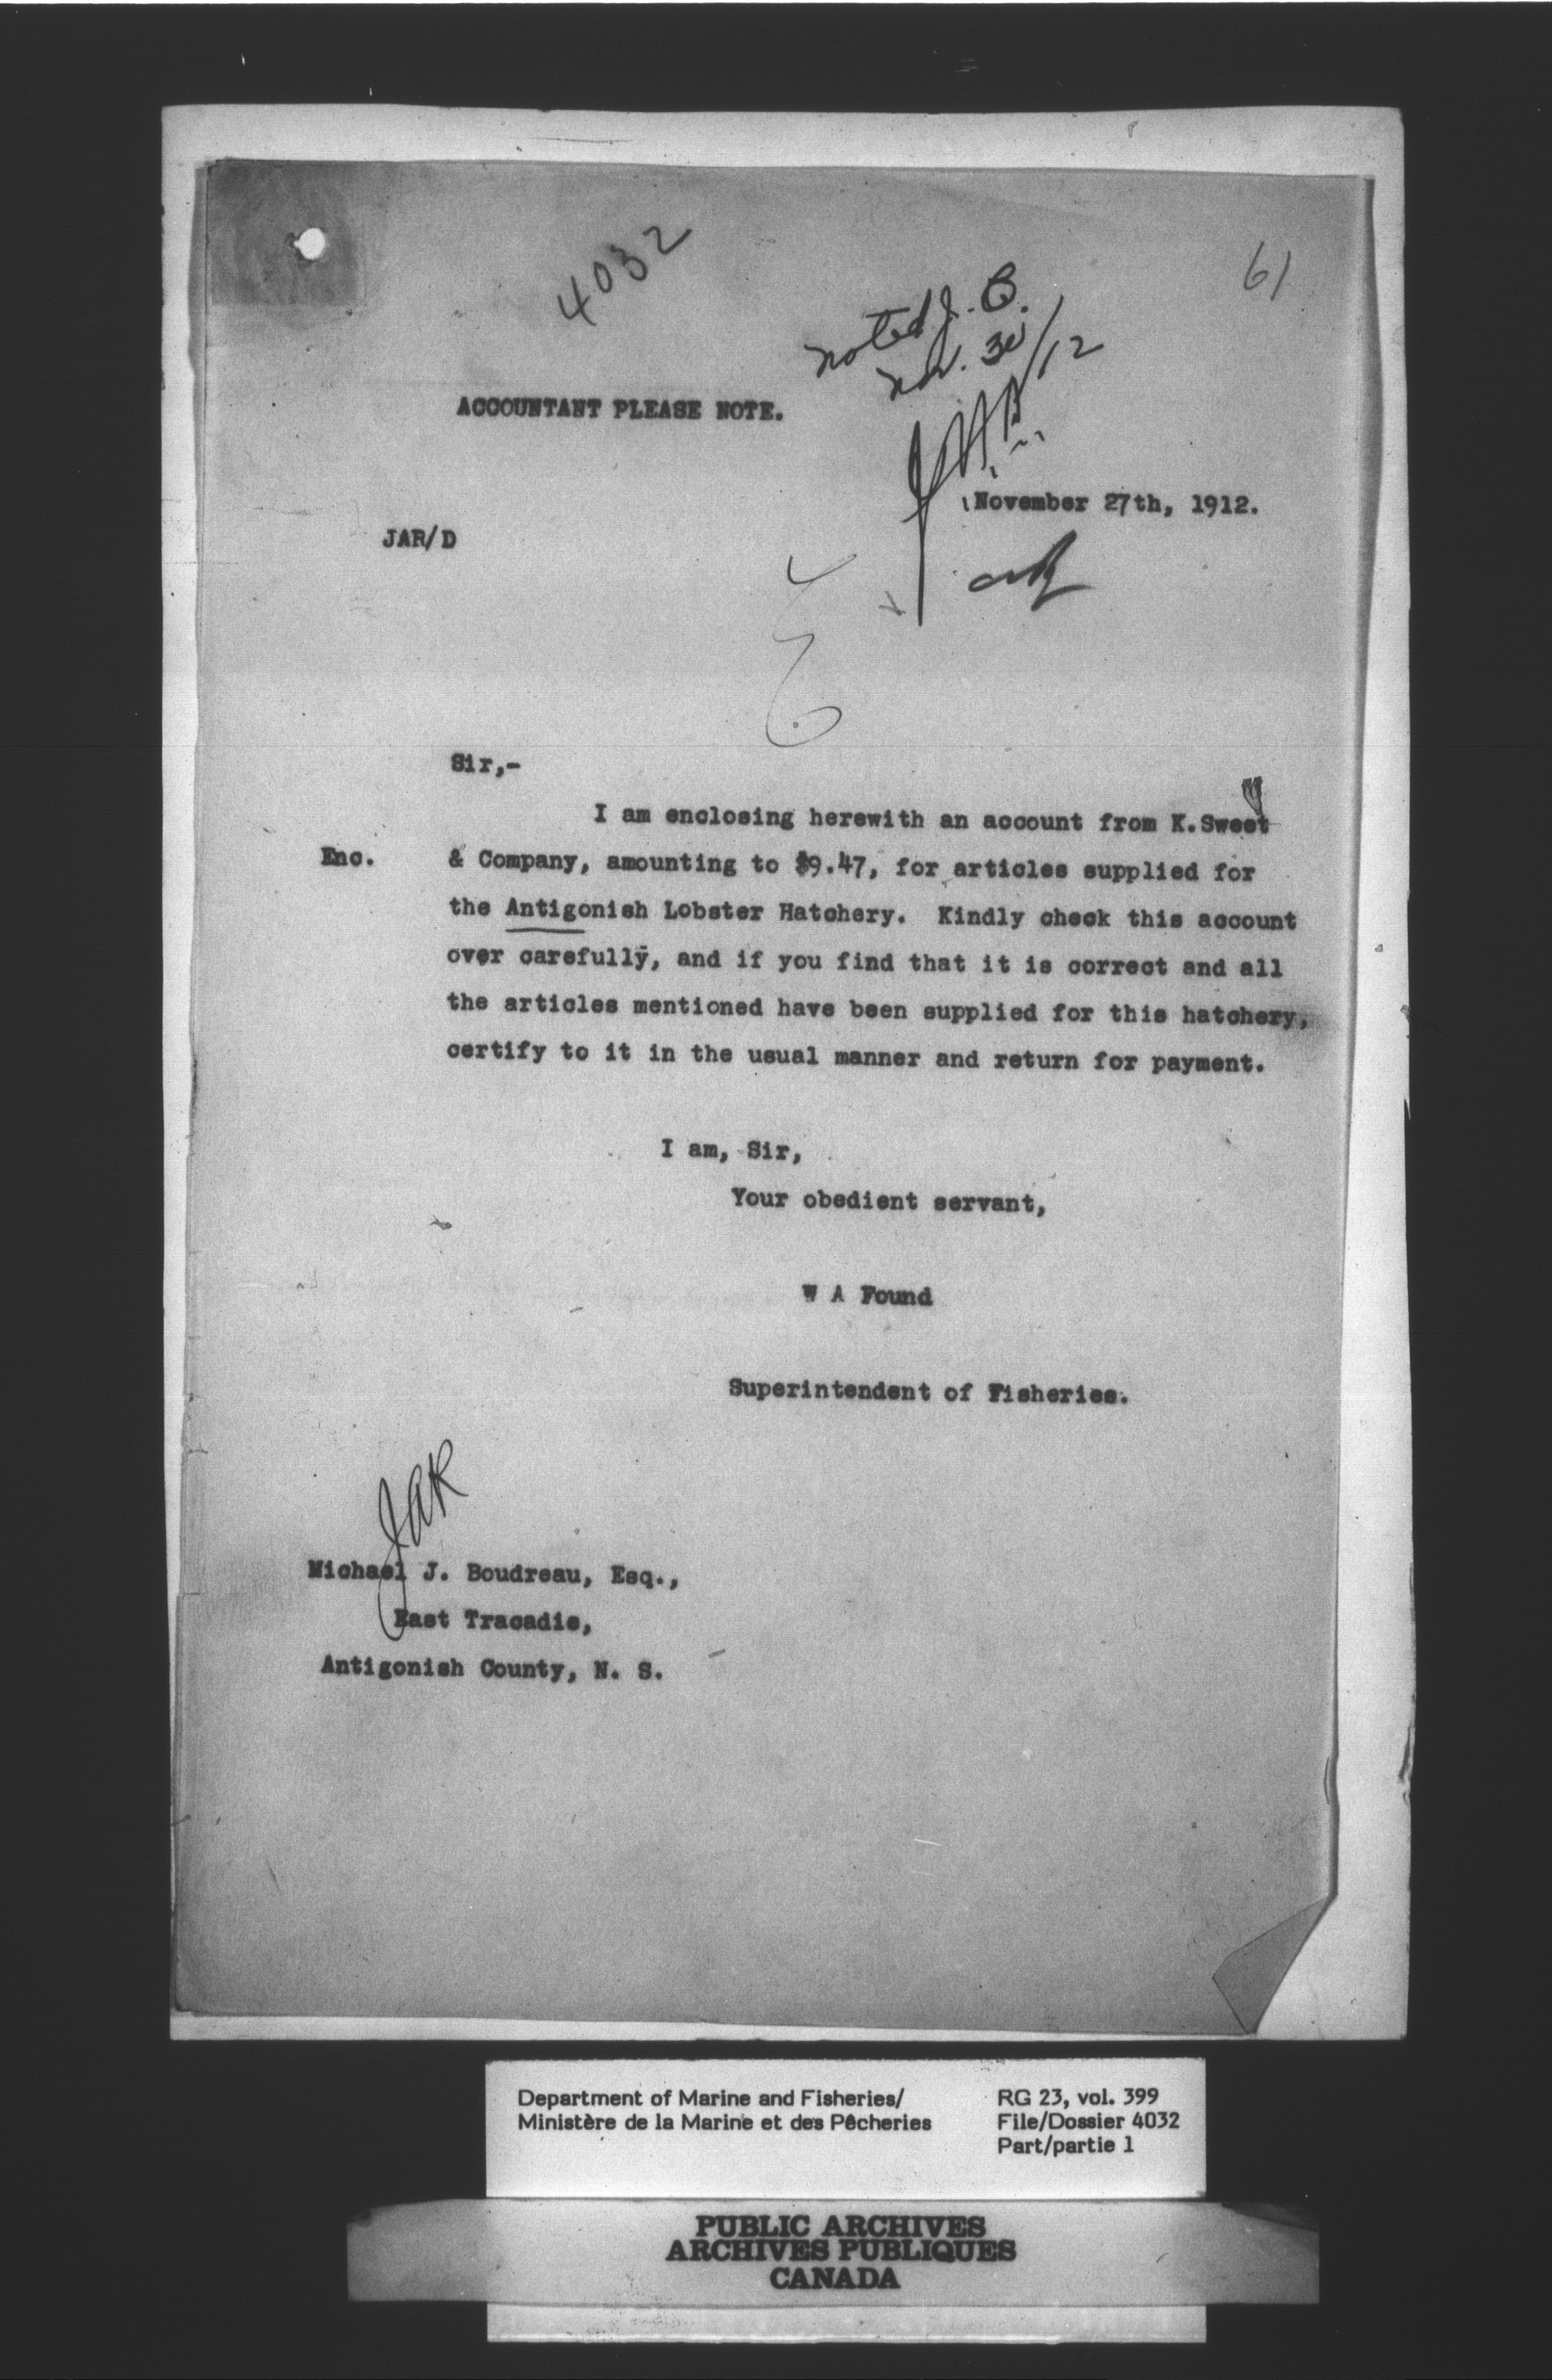 4032
61
noted J. B.
nov. 30/12
ACCOUNTANT PLEASE NOTE.
November 27th, 1912.
JAR/D
Sir,-
I am enclosing herewith an account from K.Sweet
Enc. & Company, amounting to $9.47, for articles supplied for
the Antigonish Lobster Hatchery. Kindly check this account
over carefully, and if you find that it is correct and all
the articles mentioned have been supplied for this hatchery,
certify to it in the usual manner and return for payment.
I am, Sir,
Your obedient servant,
W A Found
Superintendent of Fisheries.
JAR
Michael J. Boudreau, Esq.,
East Tracadie,
Antigonish County, N. S.
Department of Marine and Fisheries/
Ministère de la Marine et des Pêcheries
RG 23, vol. 399
File/Dossier 4032
Part/partie 1
PUBLIC ARCHIVES
ARCHIVES PUBLIQUES
CANADA